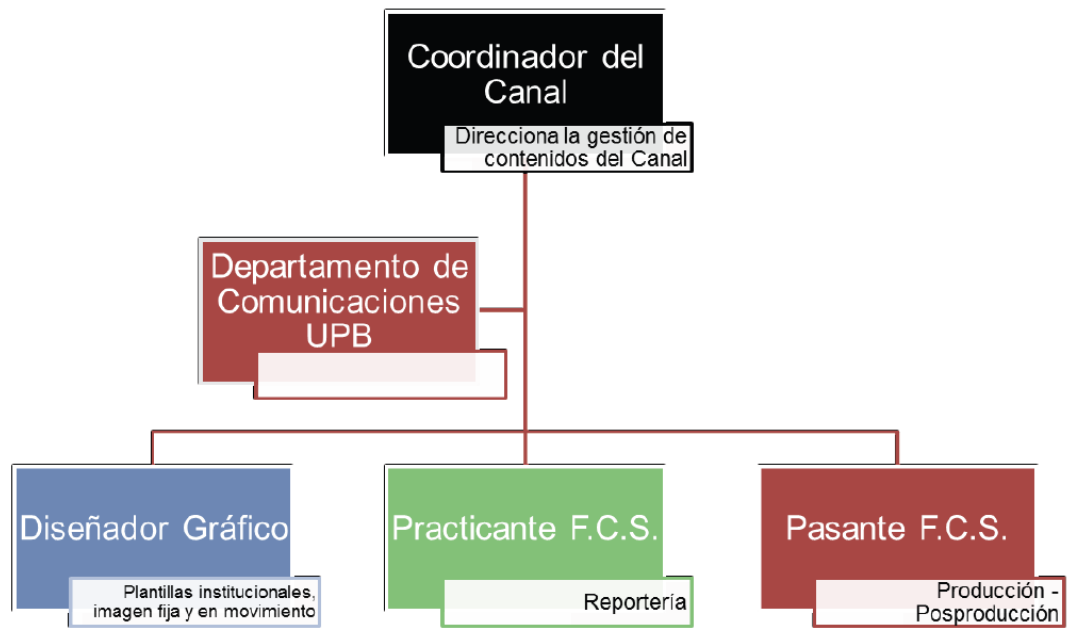 Coordinador del
Canal
Direcciona la gestión de
contenidos del Canal
Departamento de
Comunicaciones
UPB
Diseñador Gráfico
Plantillas institucionales,
imagen fija y en movimiento
Practicante F.C.S.
Reportería
Pasante F.C.S.
Producción -
Posproducción